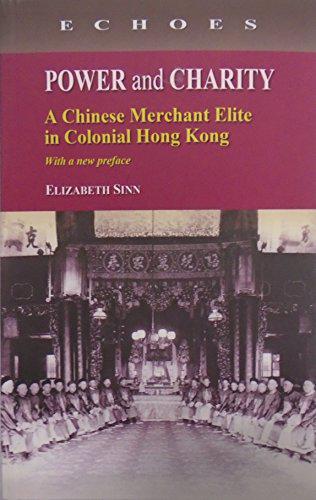 ECHOES
POWER and CHARITY
A Chinese Merchant Elite
in Colonial Hong Kong
With a new preface
ELIZABETH SINN